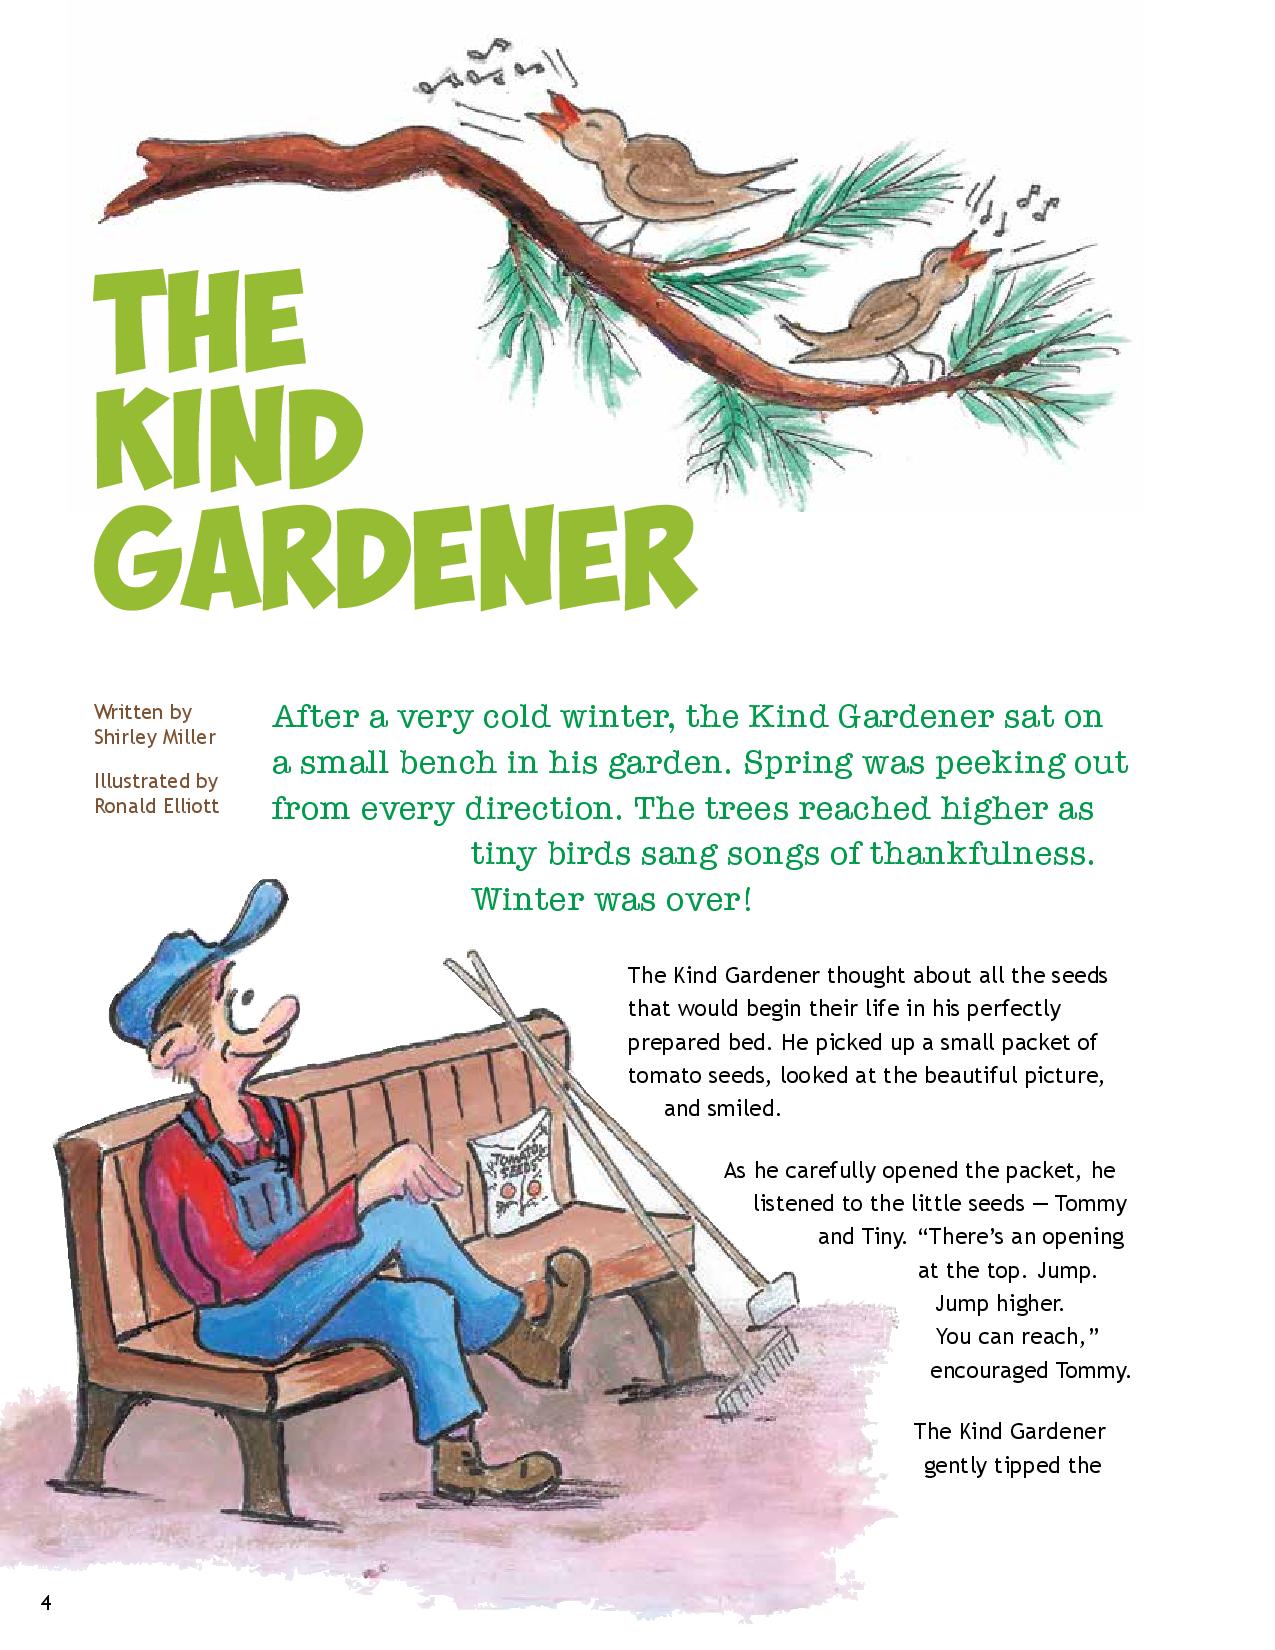 THE
KIND
GARDENER
Written by
Shirley Miller
Illustrated by
Ronald Elliott
After a very cold winter, the Kind Gardener sat on
a small bench in his garden. Spring was peeking out
from every direction. The trees reached higher as
tiny birds sang songs of thankfulness.
Winter was over!
The Kind Gardener thought about all the seeds
that would begin their life in his perfectly
prepared bed. He picked up a small packet of
tomato seeds, looked at the beautiful picture,
and smiled.
As he carefully opened the packet, he
listened to the little seeds — Tommy
and Tiny. “There’s an opening
at the top. Jump.
Jump higher.
You can reach,”
encouraged Tommy.
The Kind Gardener
gently tipped the
TOMATO
SEEDS
4